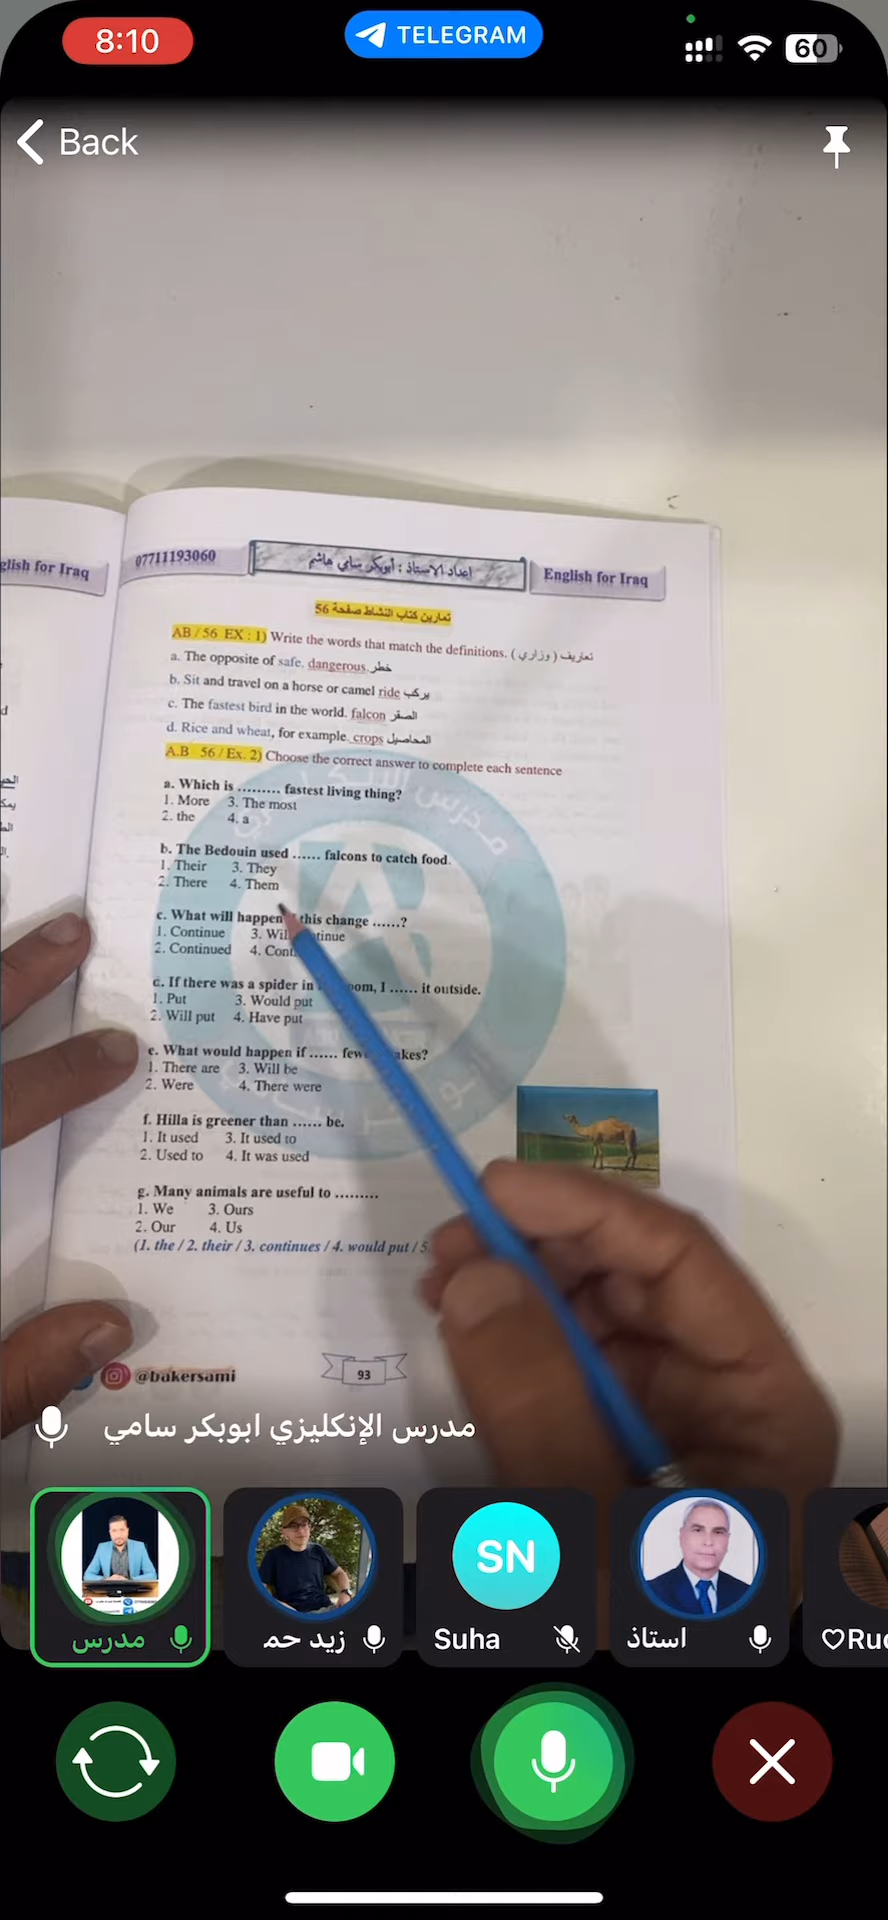 8:10
TELEGRAM
60
Back
glish for Iraq
07711193060
اعداد الاستاذ : أبوبكر سامي هاشم
English for Iraq
تمارين كتاب النشاط صفحة 56
AB / 56 EX : 1) Write the words that match the definitions. ( وزاري ) تعاريف
a. The opposite of safe. dangerous. خطر
b. Sit and travel on a horse or camel ride يركب
c. The fastest bird in the world. falcon الصقر
d. Rice and wheat, for example. crops المحاصيل
A.B 56 / Ex. 2) Choose the correct answer to complete each sentence
a. Which is ......... fastest living thing?
1. More 3. The most
2. the 4. a
b. The Bedouin used ...... falcons to catch food.
1. Their 3. They
2. There 4. Them
c. What will happen this change ......?
1. Continue 3.
2. Continued 4.
d. If there was a spider in I ...... it outside.
1. Put 3. Would put
2. Will put 4. Have put
e. What would happen if ......
1. There are 3. Will be
2. Were 4. There were
f. Hilla is greener than ...... be.
1. It used 3. It used to
2. Used to 4. It was used
g. Many animals are useful to .........
1. We 3. Ours
2. Our 4. Us
(1. the / 2. their / 3. continues / 4. would put / 5.
@bakersami
93
مدرس الإنكليزي ابوبكر سامي
SN
مدرس
زيد حمـ
Suha
استاذ